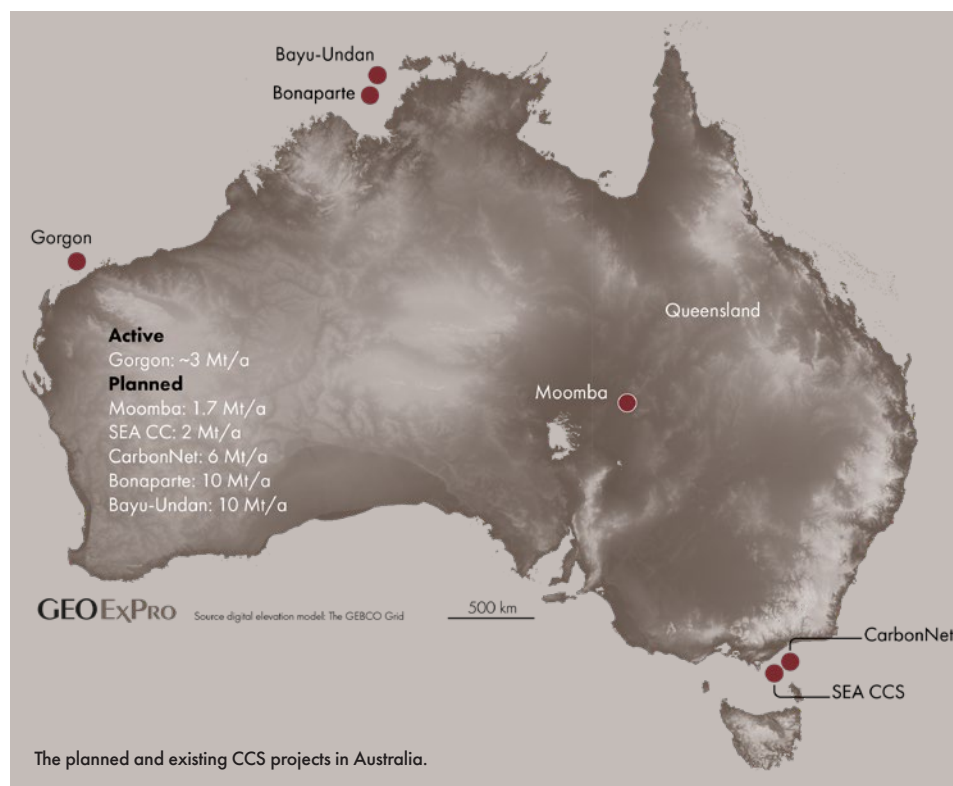 Bayu-Undan
Bonaparte
Gorgon
Queensland
Active
Gorgon: ~3 Mt/a
Planned
Moomba: 1.7 Mt/a
SEA CC: 2 Mt/a
CarbonNet: 6 Mt/a
Bonaparte: 10 Mt/a
Bayu-Undan: 10 Mt/a
Moomba
GEOEXPRO
Source digital elevation model: The GEBCO Grid
500 km
CarbonNet
SEA CCS
The planned and existing CCS projects in Australia.